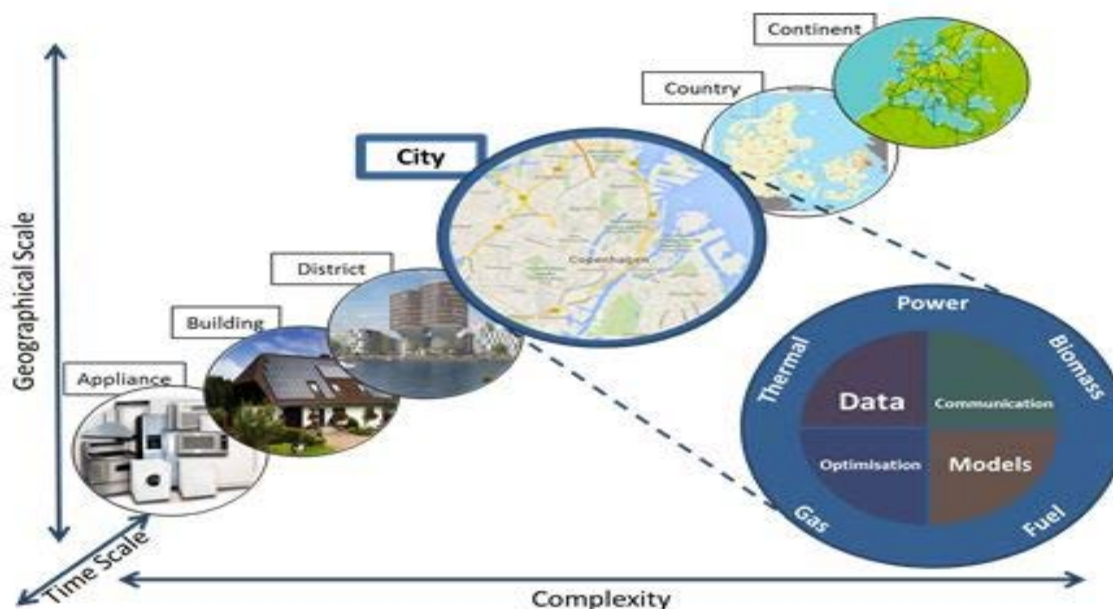 Continent
Country
City
District
Building
Appliance
Geographical Scale
Time Scale
Complexity
Copenhagen
Power
Thermal
Biomass
Data
Communication
Optimisation
Models
Gas
Fuel